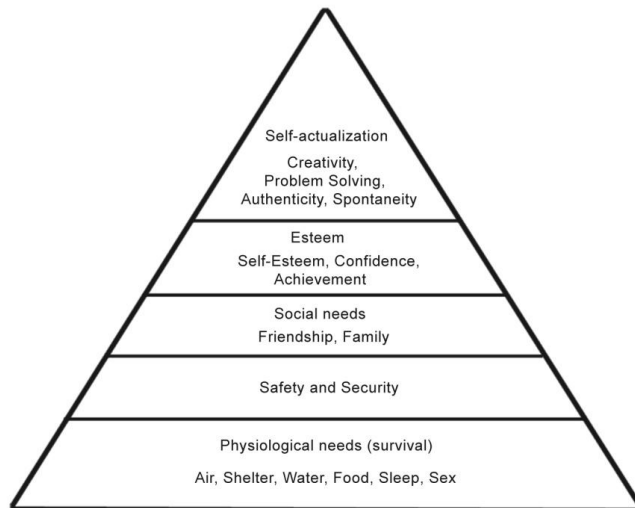 Self-actualization
Creativity,
Problem Solving,
Authenticity, Spontaneity
Esteem
Self-Esteem, Confidence,
Achievement
Social needs
Friendship, Family
Safety and Security
Physiological needs (survival)
Air, Shelter, Water, Food, Sleep, Sex